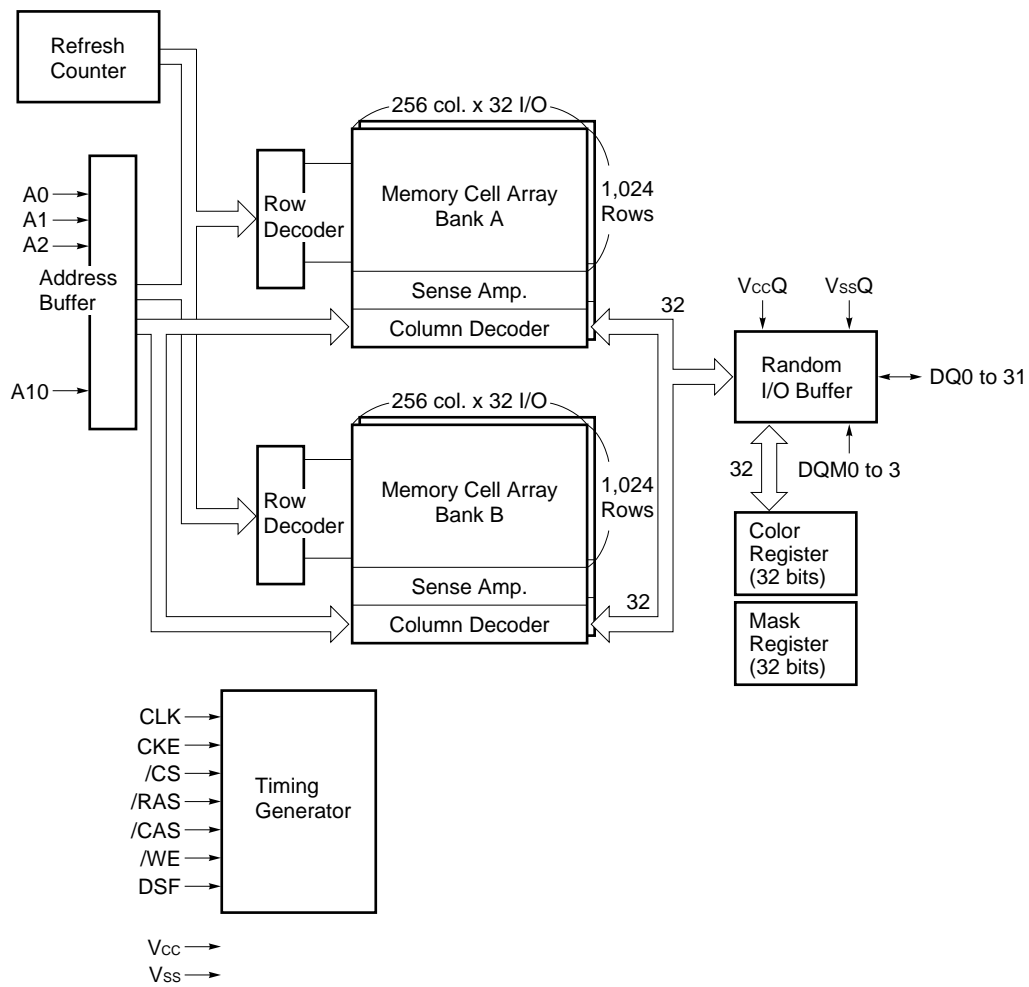 Refresh
Counter
256 col. x 32 I/O
A0
A1
A2
Address
Buffer
A10
Row
Decoder
Memory Cell Array
Bank A
1,024
Rows
Sense Amp.
Column Decoder
32
VCCQ
VSSQ
Random
I/O Buffer
DQ0 to 31
DQM0 to 3
32
256 col. x 32 I/O
Row
Decoder
Memory Cell Array
Bank B
1,024
Rows
Sense Amp.
Column Decoder
32
Color
Register
(32 bits)
Mask
Register
(32 bits)
CLK
CKE
/CS
/RAS
/CAS
/WE
DSF
Timing
Generator
VCC
VSS